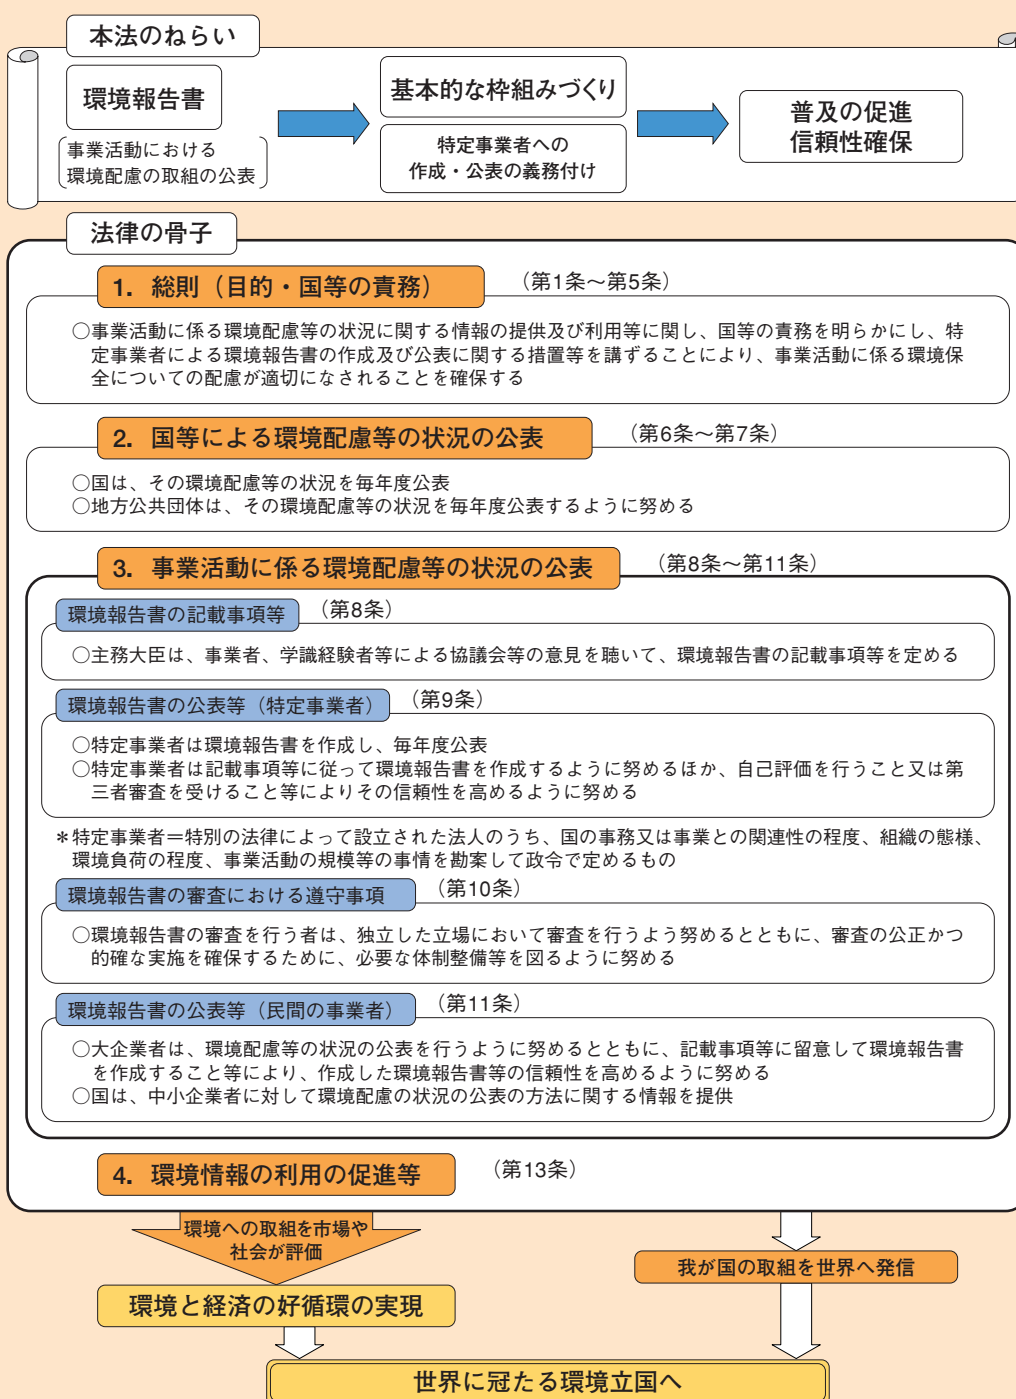 本法のねらい
環境報告書
事業活動における
環境配慮の取組の公表
基本的な枠組みづくり
特定事業者への
作成・公表の義務付け
普及の促進
信頼性確保
法律の骨子
1. 総則（目的・国等の責務）
（第1条～第5条）
○事業活動に係る環境配慮等の状況に関する情報の提供及び利用等に関し、国等の責務を明らかにし、特
定事業者による環境報告書の作成及び公表に関する措置等を講ずることにより、事業活動に係る環境保
全についての配慮が適切になされることを確保する
2. 国等による環境配慮等の状況の公表
（第6条～第7条）
○国は、その環境配慮等の状況を毎年度公表
○地方公共団体は、その環境配慮等の状況を毎年度公表するように努める
3. 事業活動に係る環境配慮等の状況の公表
（第8条～第11条）
環境報告書の記載事項等
（第8条）
○主務大臣は、事業者、学識経験者等による協議会等の意見を聴いて、環境報告書の記載事項等を定める
環境報告書の公表等（特定事業者）
（第9条）
○特定事業者は環境報告書を作成し、毎年度公表
○特定事業者は記載事項等に従って環境報告書を作成するように努めるほか、自己評価を行うこと又は第
三者審査を受けること等によりその信頼性を高めるように努める
＊特定事業者＝特別の法律によって設立された法人のうち、国の事務又は事業との関連性の程度、組織の態様、
環境負荷の程度、事業活動の規模等の事情を勘案して政令で定めるもの
環境報告書の審査における遵守事項
（第10条）
○環境報告書の審査を行う者は、独立した立場において審査を行うよう努めるとともに、審査の公正かつ
的確な実施を確保するために、必要な体制整備等を図るように努める
環境報告書の公表等（民間の事業者）
（第11条）
○大企業者は、環境配慮等の状況の公表を行うように努めるとともに、記載事項等に留意して環境報告書
を作成すること等により、作成した環境報告書等の信頼性を高めるように努める
○国は、中小企業者に対して環境配慮の状況の公表の方法に関する情報を提供
4. 環境情報の利用の促進等
（第13条）
環境への取組を市場や
社会が評価
我が国の取組を世界へ発信
環境と経済の好循環の実現
世界に冠たる環境立国へ